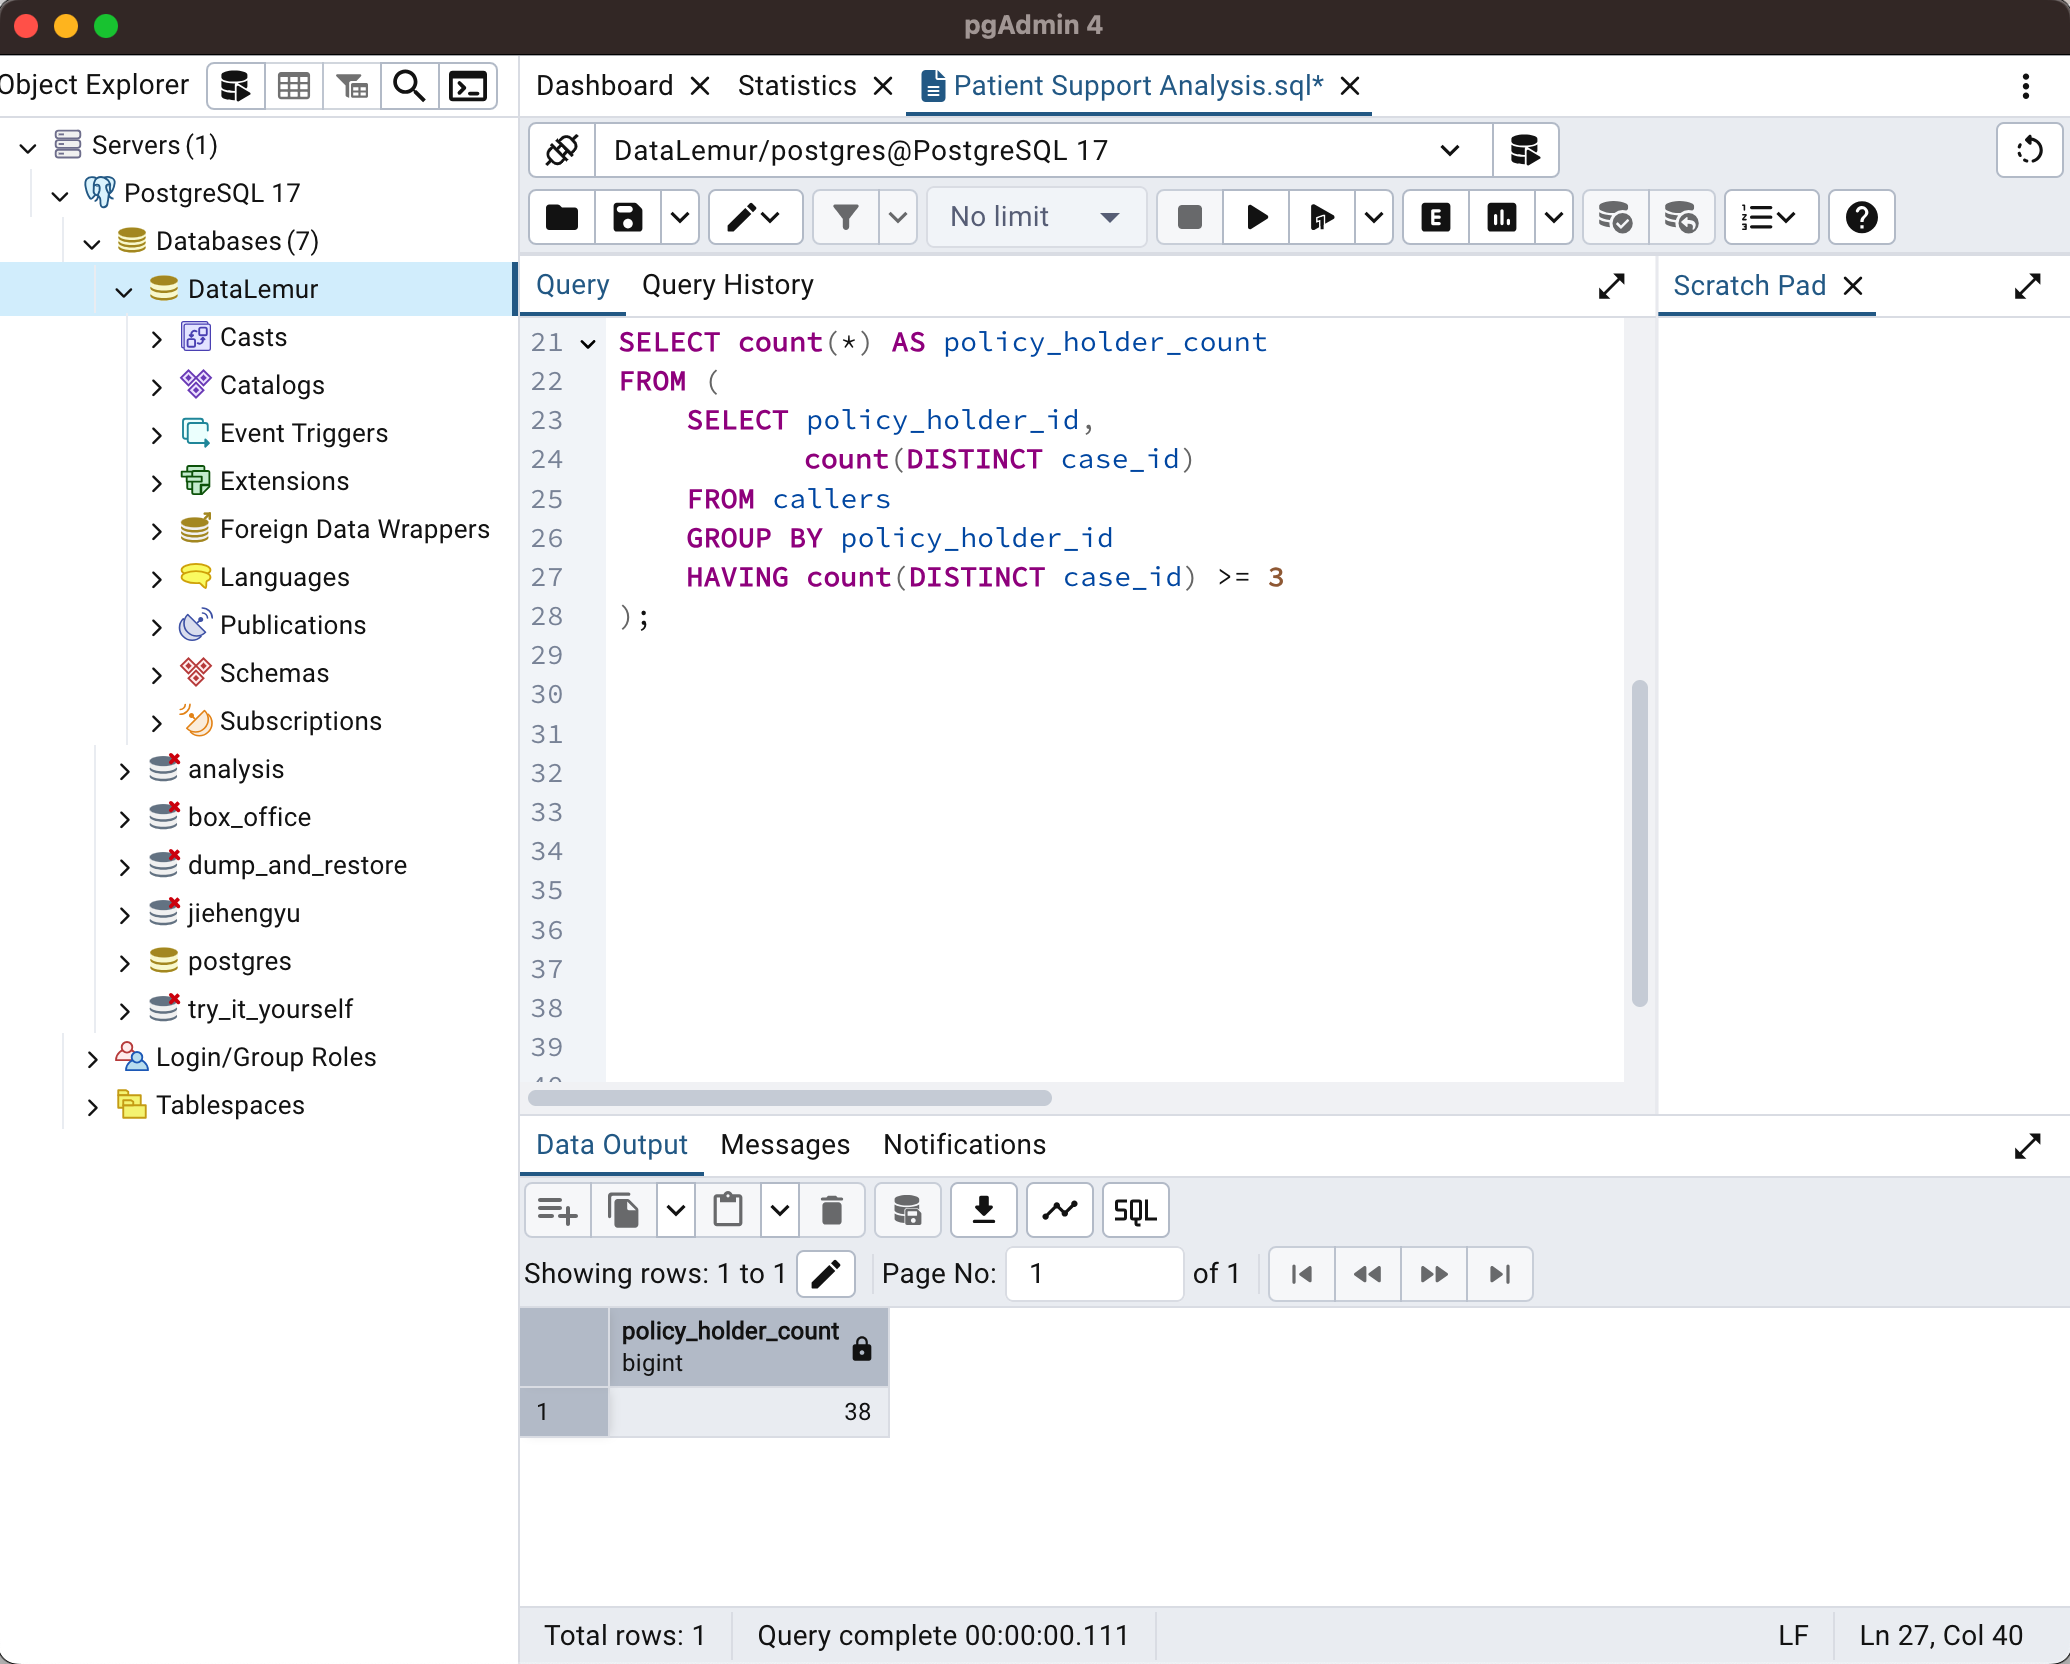 pgAdmin 4
Object Explorer
Dashboard
Statistics
Patient Support Analysis.sql*
Servers (1)
PostgreSQL 17
Databases (7)
DataLemur
Casts
Catalogs
Event Triggers
Extensions
Foreign Data Wrappers
Languages
Publications
Schemas
Subscriptions
analysis
box_office
dump_and_restore
jiehengyu
postgres
try_it_yourself
Login/Group Roles
Tablespaces
DataLemur/postgres@PostgreSQL 17
No limit
E
Query
Query History
Scratch Pad
21 SELECT count(*) AS policy_holder_count
22 FROM (
23     SELECT policy_holder_id,
24            count(DISTINCT case_id)
25     FROM callers
26     GROUP BY policy_holder_id
27     HAVING count(DISTINCT case_id) >= 3
28 );
29
30
31
32
33
34
35
36
37
38
39
40
Data Output
Messages
Notifications
SQL
Showing rows: 1 to 1
Page No: 1 of 1
policy_holder_count
bigint
1 38
Total rows: 1
Query complete 00:00:00.111
LF
Ln 27, Col 40